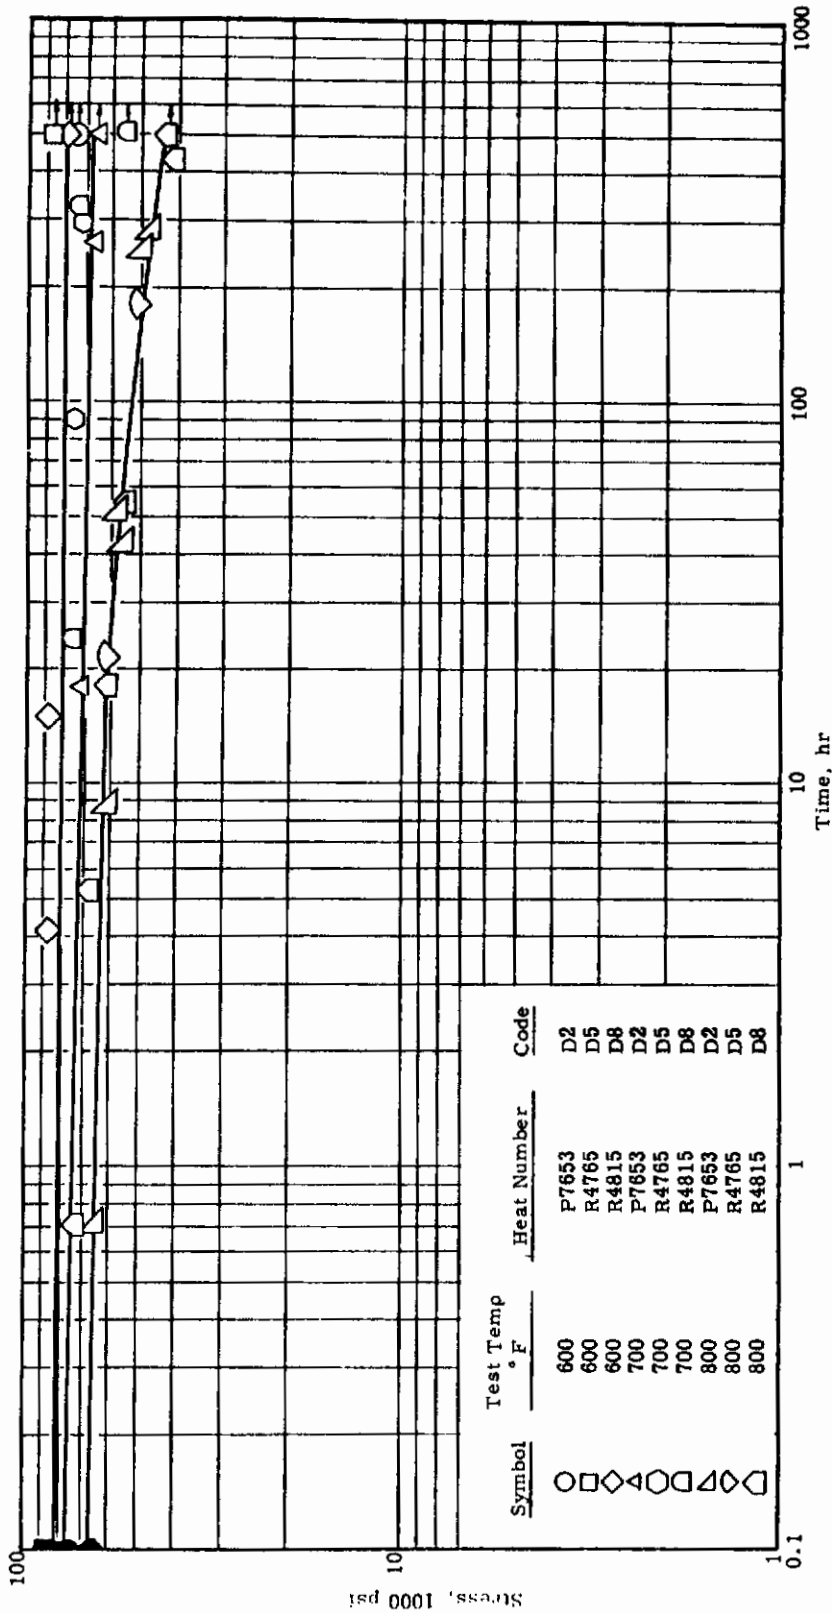 100
10
1
Stress, 1000 psi
0.1
1
10
100
1000
Time, hr
Symbol Test Temp °F Heat Number Code
600 P7653 D2
600 R4765 D5
600 R4815 D8
700 P7653 D2
700 R4765 D5
700 R4815 D8
800 P7653 D2
800 R4765 D5
800 R4815 D8